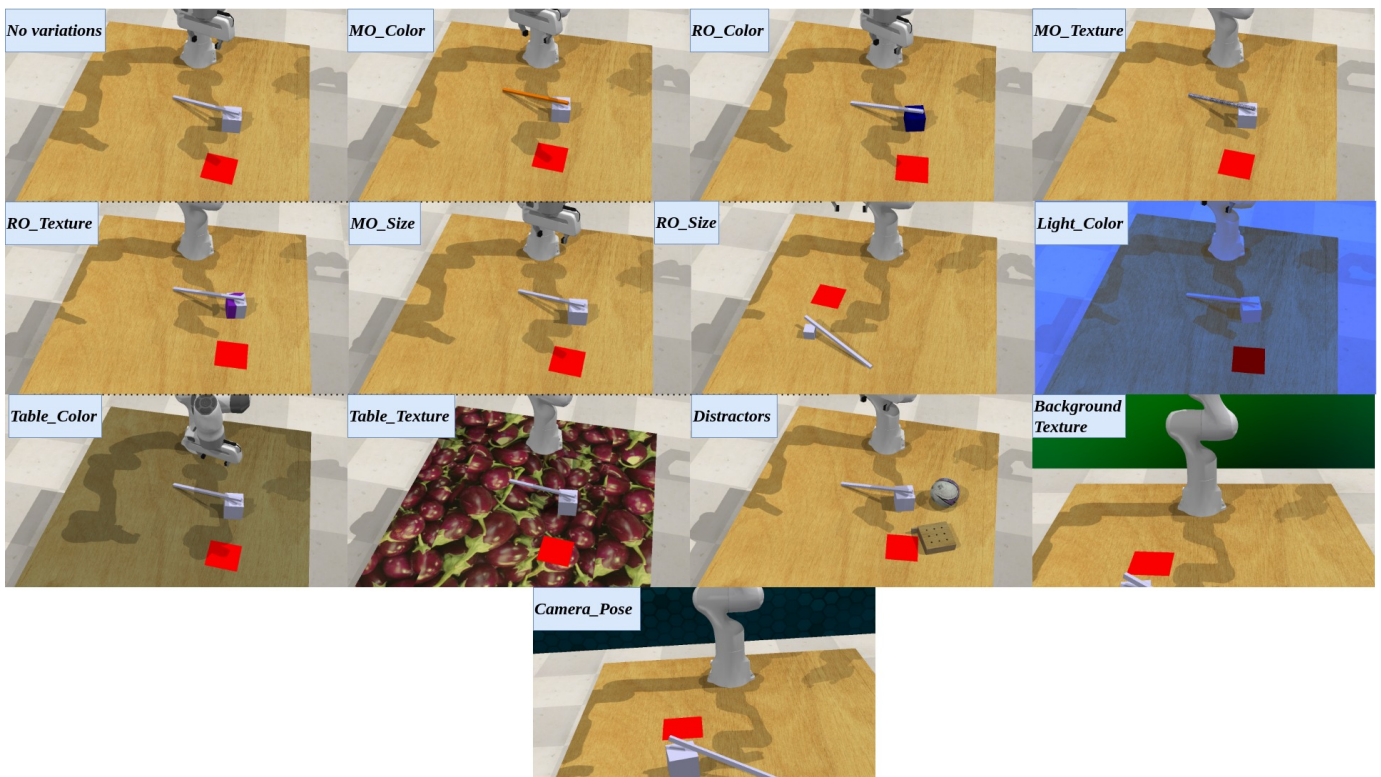 No variations
MO_Color
RO_Color
MO_Texture
RO_Texture
MO_Size
RO_Size
Light_Color
Table_Color
Table_Texture
Distractors
Background
Texture
Camera_Pose